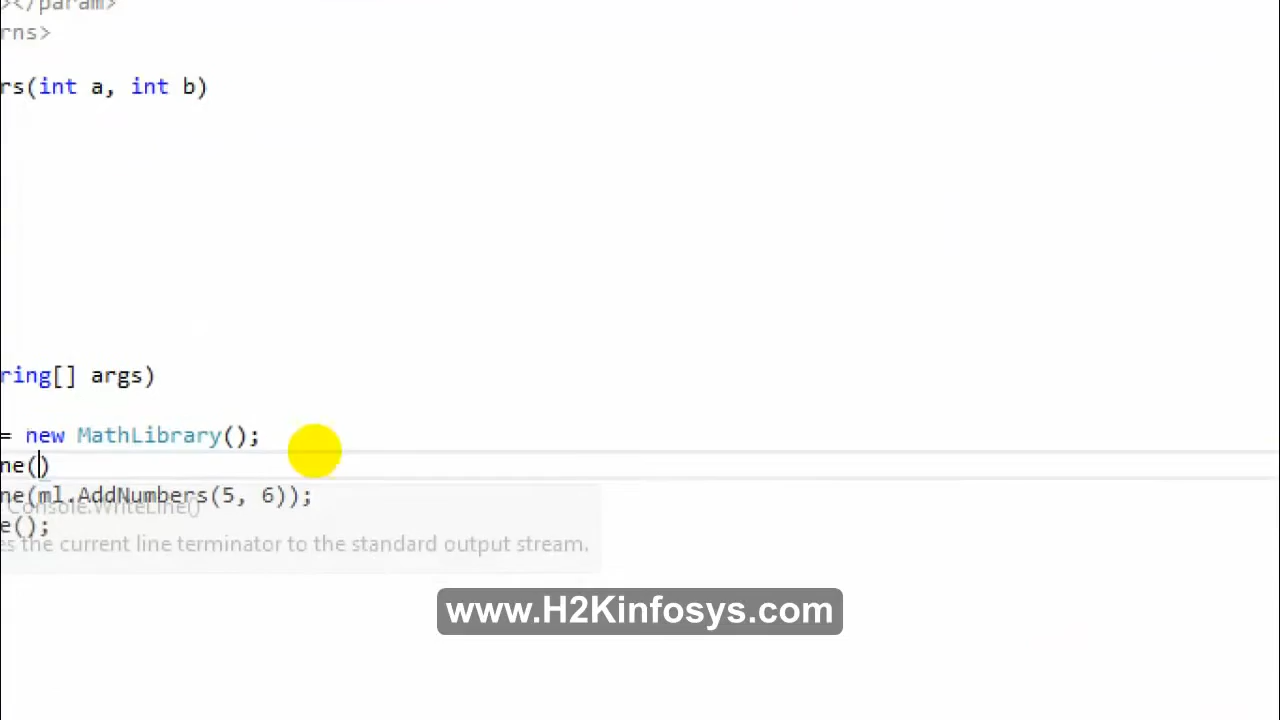 ></param>
rns>
rs(int a, int b)
ring[] args)
= new MathLibrary();
ne()
ne(ml.AddNumbers(5, 6));
Console.WriteLine()
e();
es the current line terminator to the standard output stream.
www.H2Kinfosys.com